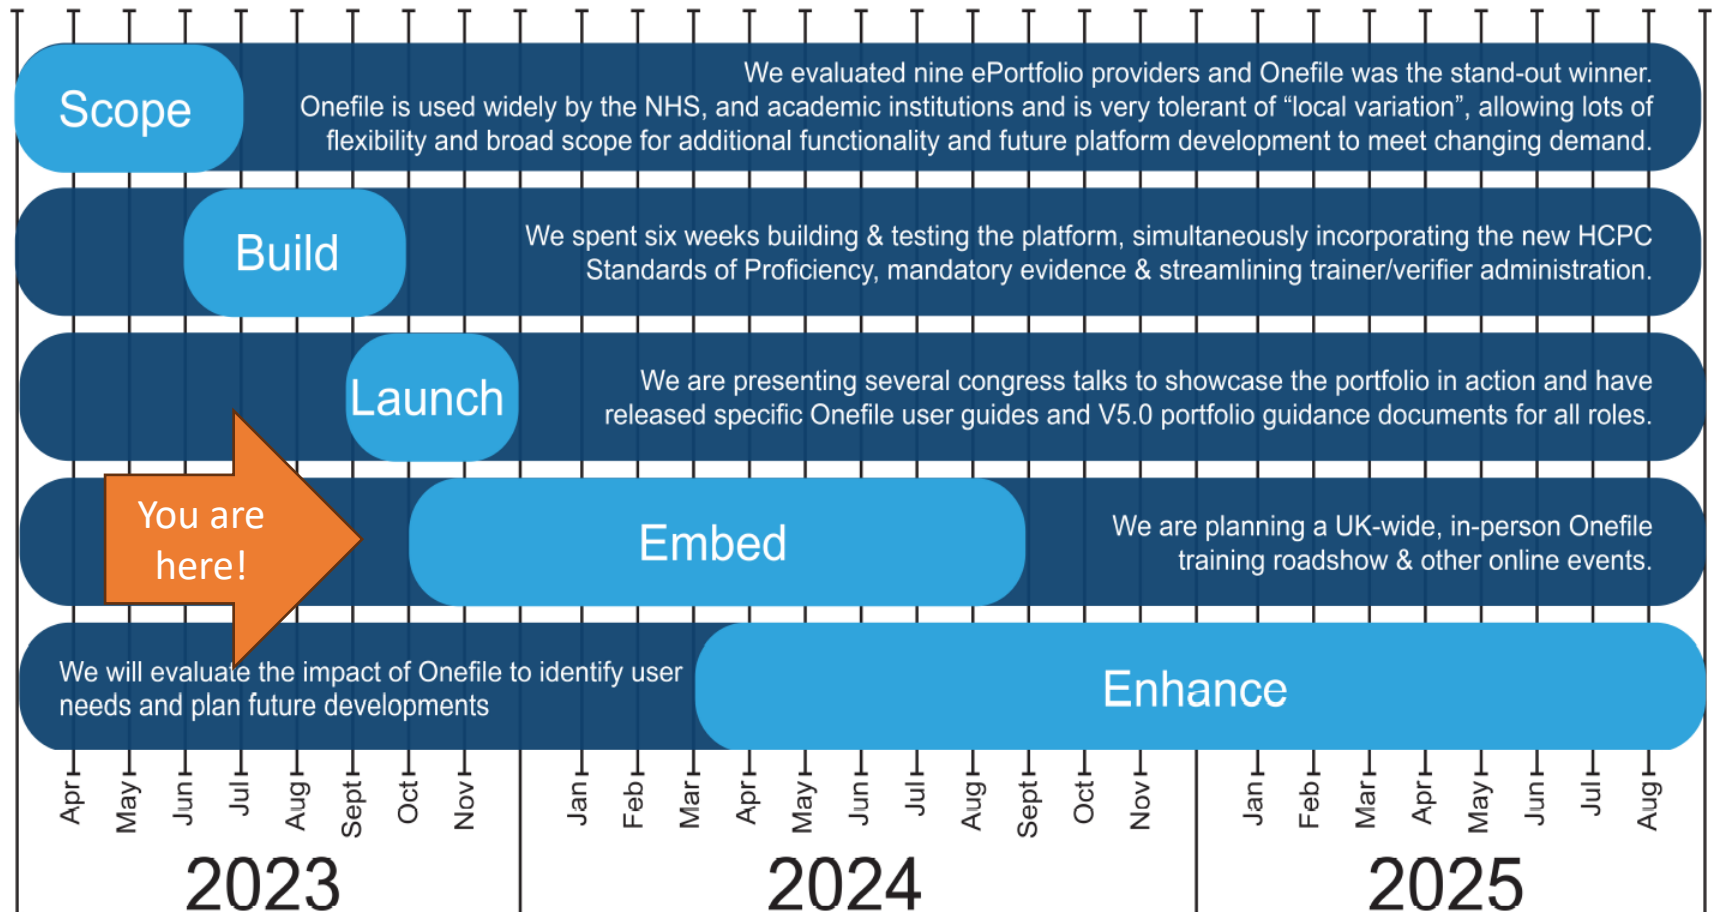 Scope
We evaluated nine ePortfolio providers and Onefile was the stand-out winner.
Onefile is used widely by the NHS, and academic institutions and is very tolerant of “local variation”, allowing lots of
flexibility and broad scope for additional functionality and future platform development to meet changing demand.
Build
We spent six weeks building & testing the platform, simultaneously incorporating the new HCPC
Standards of Proficiency, mandatory evidence & streamlining trainer/verifier administration.
Launch
We are presenting several congress talks to showcase the portfolio in action and have
released specific Onefile user guides and V5.0 portfolio guidance documents for all roles.
You are
here!
Embed
We are planning a UK-wide, in-person Onefile
training roadshow & other online events.
We will evaluate the impact of Onefile to identify user
needs and plan future developments
Enhance
Apr May Jun Jul Aug Sept Oct Nov Jan Feb Mar Apr May Jun Jul Aug Sept Oct Nov Jan Feb Mar Apr May Jun Jul Aug
2023 2024 2025